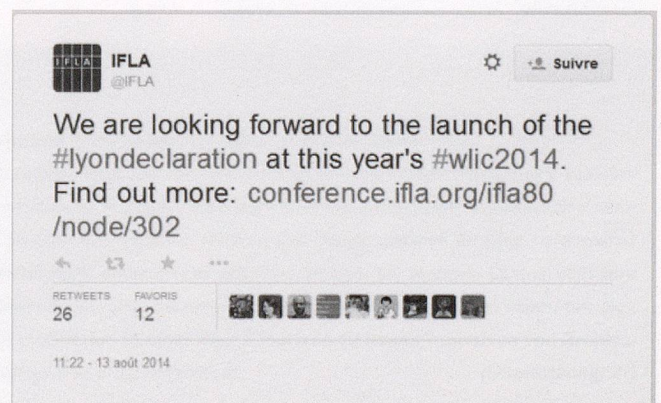 IFLA
IFLA
@IFLA
Suivre
We are looking forward to the launch of the
#lyondeclaration at this year's #wlic2014.
Find out more: conference.ifla.org/ifla80
/node/302
RETWEETS FAVORIS
26 12
11:22 - 13 août 2014